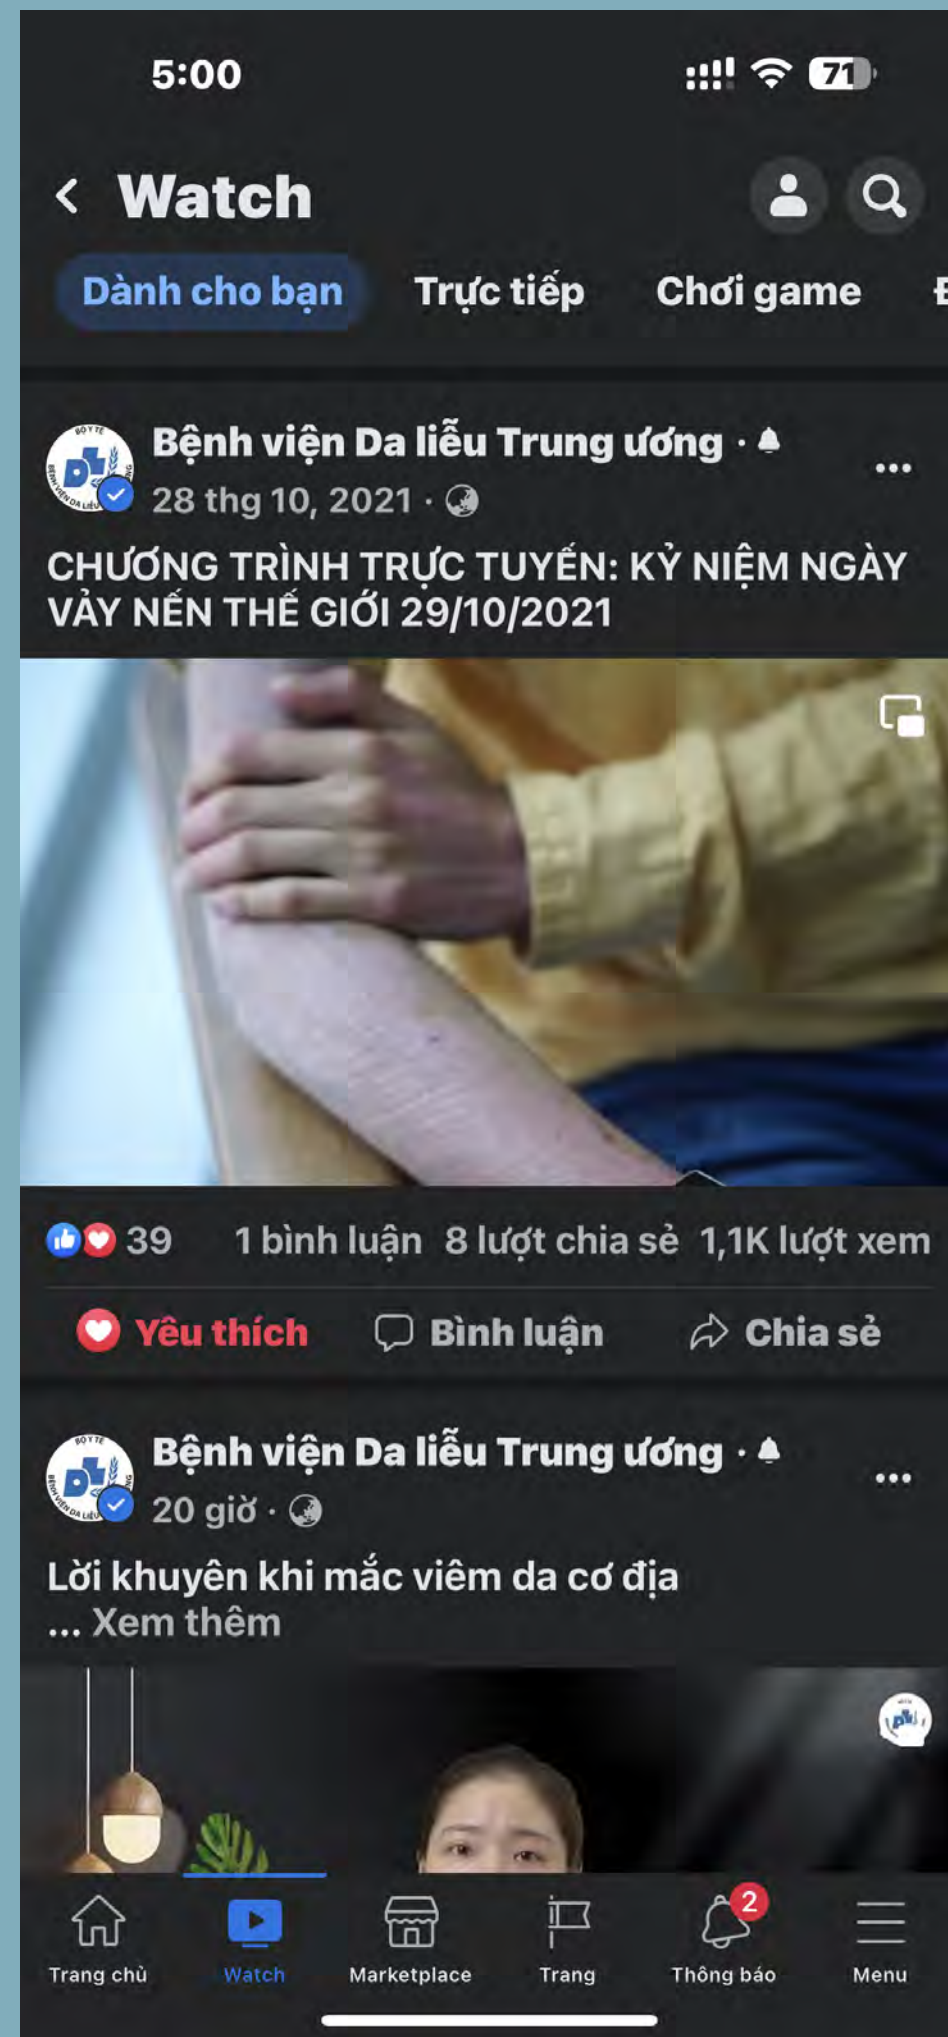 5:00
71
Watch
Dành cho bạn Trực tiếp Chơi game
Bệnh viện Da liễu Trung ương ·
28 thg 10, 2021 ·
CHƯƠNG TRÌNH TRỰC TUYẾN: KỶ NIỆM NGÀY
VẢY NẾN THẾ GIỚI 29/10/2021
39 1 bình luận 8 lượt chia sẻ 1,1K lượt xem
Yêu thích Bình luận Chia sẻ
Bệnh viện Da liễu Trung ương ·
20 giờ ·
Lời khuyên khi mắc viêm da cơ địa
... Xem thêm
2
Trang chủ Watch Marketplace Trang Thông báo Menu